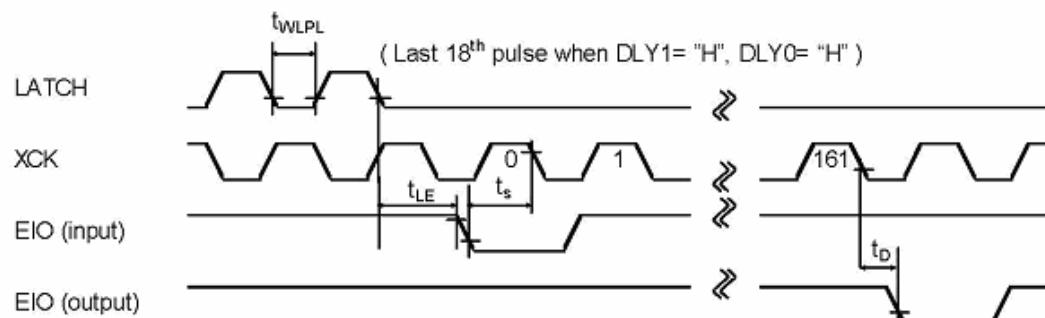 tWLPL
( Last 18th pulse when DLY1= "H", DLY0= “H” )
LATCH
XCK 0 1 161
tLE ts
EIO (input)
tD
EIO (output)